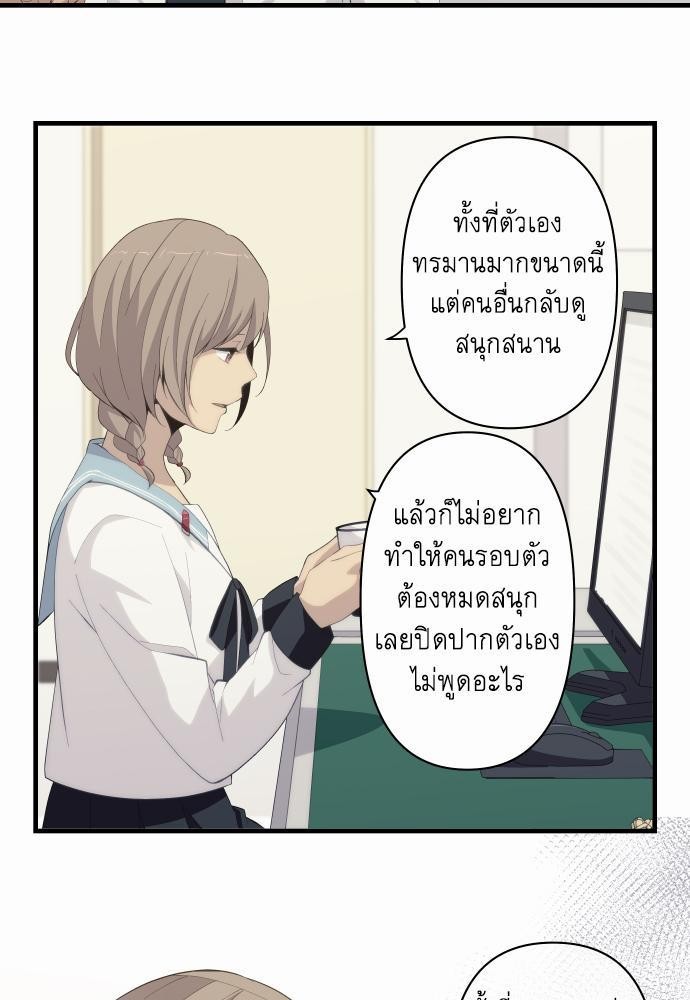 ทั้งที่ตัวเอง
ทรมานมากขนาดนี้
แต่คนอื่นกลับดู
สนุกสนาน
แล้วก็ไม่อยาก
ทำให้คนรอบตัว
ต้องหมดสนุก
เลยปิดปากตัวเอง
ไม่พูดอะไร